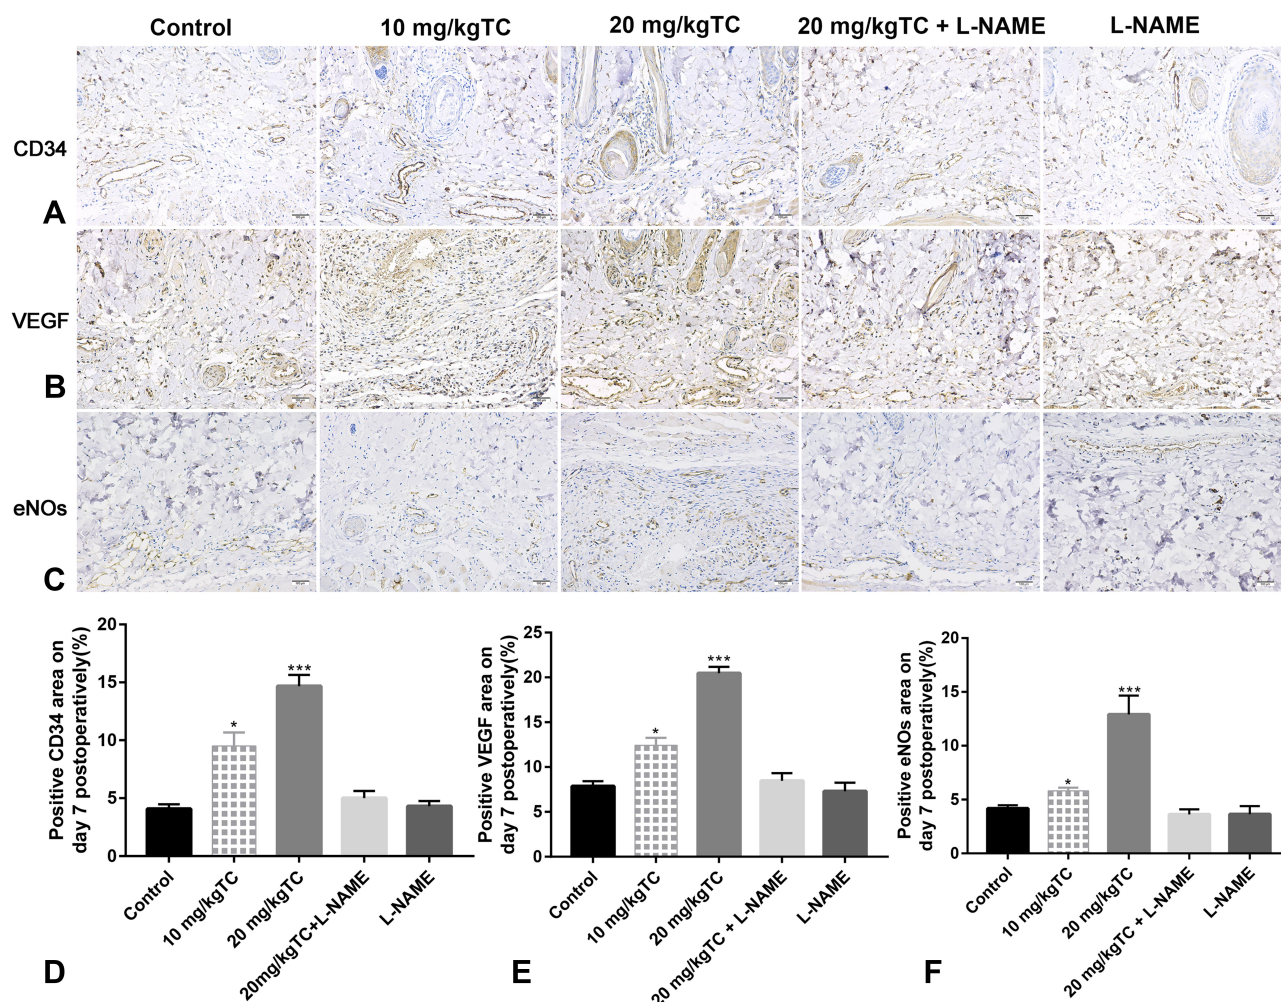 Control
10 mg/kgTC
20 mg/kgTC
20 mg/kgTC + L-NAME
L-NAME
CD34
A
VEGF
B
eNOs
C
Positive CD34 area on
day 7 postoperatively(%)
20
15
10
5
0
*
***
Control
10 mg/kgTC
20 mg/kgTC
20mg/kgTC+L-NAME
L-NAME
D
Positive VEGF area on
day 7 postoperatively(%)
25
20
15
10
5
0
*
***
Control
10 mg/kgTC
20 mg/kgTC
20 mg/kgTC + L-NAME
L-NAME
E
Positive eNOs area on
day 7 postoperatively(%)
20
15
10
5
0
*
***
Control
10 mg/kgTC
20 mg/kgTC
20 mg/kgTC + L-NAME
L-NAME
F